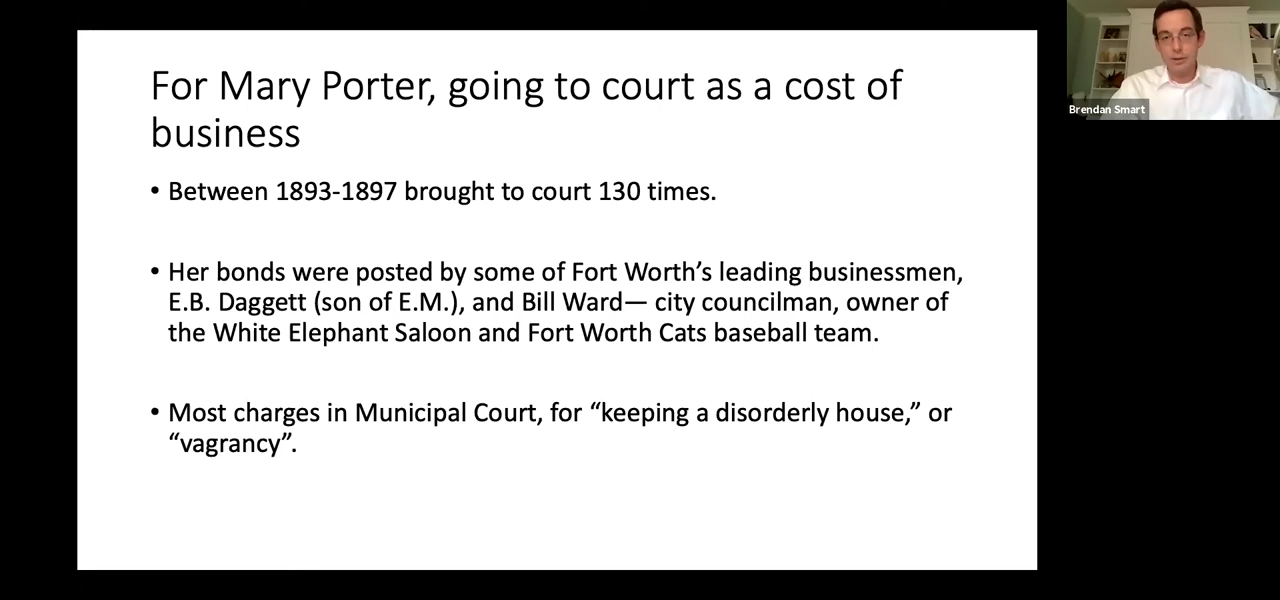 For Mary Porter, going to court as a cost of
business
• Between 1893-1897 brought to court 130 times.
• Her bonds were posted by some of Fort Worth’s leading businessmen,
E.B. Daggett (son of E.M.), and Bill Ward— city councilman, owner of
the White Elephant Saloon and Fort Worth Cats baseball team.
• Most charges in Municipal Court, for “keeping a disorderly house,” or
“vagrancy”.
Brendan Smart